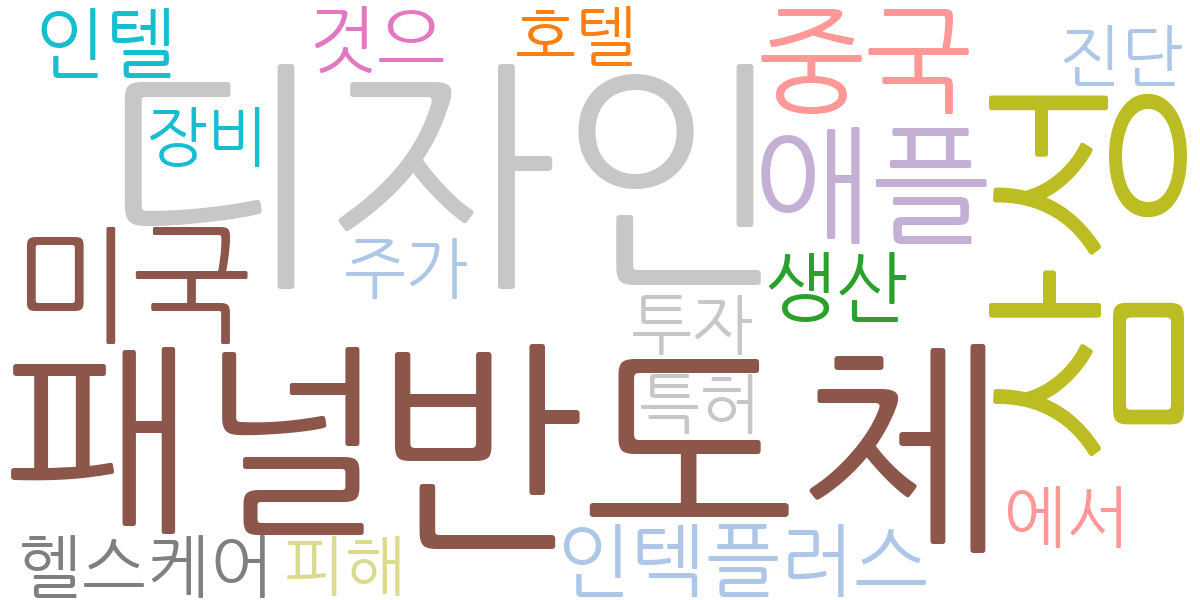 인텔
것으
호텔
중국
진단
장비
디자인
애플
삼성
미국
주가
생산
투자
특허
패널
반도체
에서
헬스케어
피해
인텍플러스